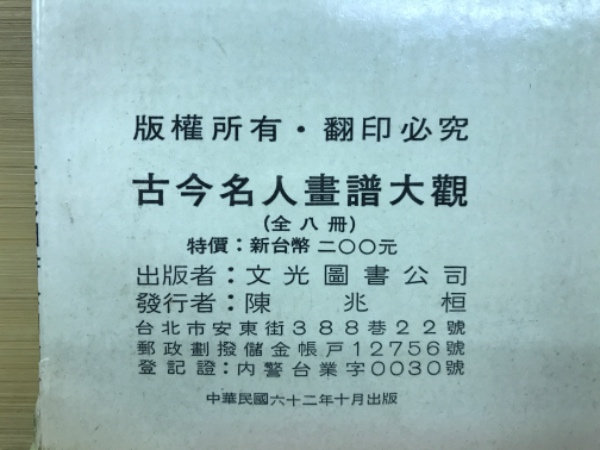 版權所有・翻印必究
古今名人畫譜大觀
(全八冊)
特價：新台幣 二〇〇元
出版者：文光圖書公司
發行者：陳兆桓
台北市安東街388巷22號
郵政劃撥儲金帳戶12756號
登記證：內警台業字0030號
中華民國六十二年十月出版